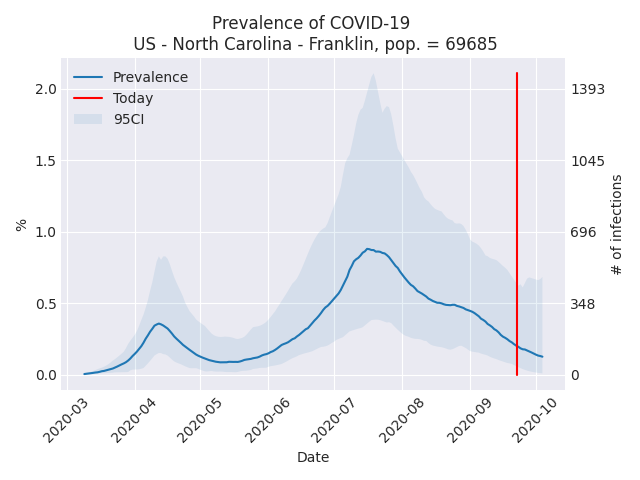 Prevalence of COVID-19
US - North Carolina - Franklin, pop. = 69685
Prevalence
Today
95CI
2.0
1.5
1.0
0.5
0.0
%
1393
1045
696
348
0
# of infections
2020-03
2020-04
2020-05
2020-06
2020-07
2020-08
2020-09
2020-10
Date